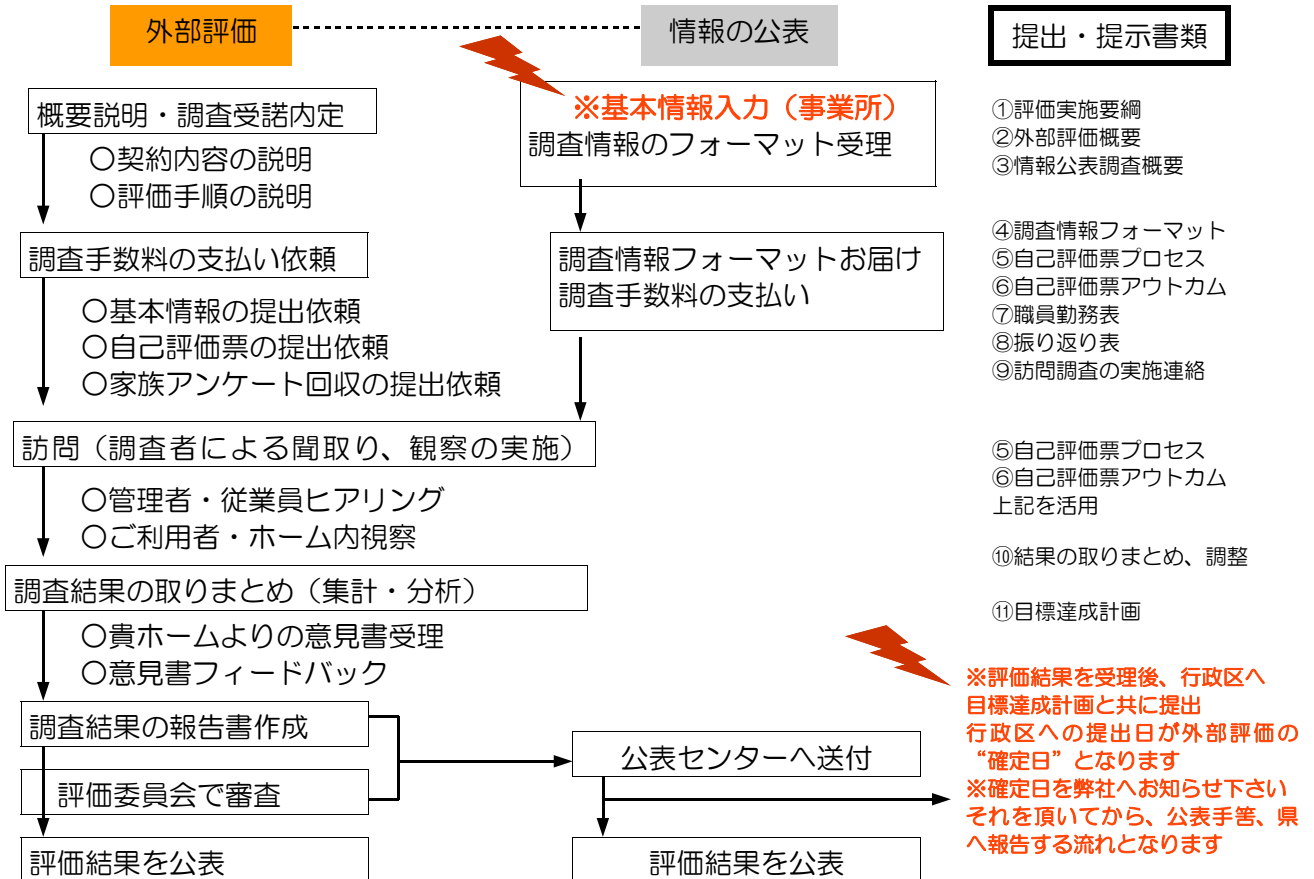 外部評価
情報の公表
提出・提示書類
概要説明・調査受諾内定
〇契約内容の説明
〇評価手順の説明
調査手数料の支払い依頼
〇基本情報の提出依頼
〇自己評価票の提出依頼
〇家族アンケート回収の提出依頼
訪問（調査者による聞取り、観察の実施）
〇管理者・従業員ヒアリング
〇ご利用者・ホーム内視察
調査結果の取りまとめ（集計・分析）
〇貴ホームよりの意見書受理
〇意見書フィードバック
調査結果の報告書作成
評価委員会で審査
評価結果を公表
※基本情報入力（事業所）
調査情報のフォーマット受理
調査情報フォーマットお届け
調査手数料の支払い
公表センターへ送付
評価結果を公表
①評価実施要綱
②外部評価概要
③情報公表調査概要
④調査情報フォーマット
⑤自己評価票プロセス
⑥自己評価票アウトカム
⑦職員勤務表
⑧振り返り表
⑨訪問調査の実施連絡
⑤自己評価票プロセス
⑥自己評価票アウトカム
上記を活用
⑩結果の取りまとめ、調整
⑪目標達成計画
※評価結果を受理後、行政区へ
目標達成計画と共に提出
行政区への提出日が外部評価の
“確定日”となります
※確定日を弊社へお知らせ下さい
それを頂いてから、公表手筈、県
へ報告する流れとなります